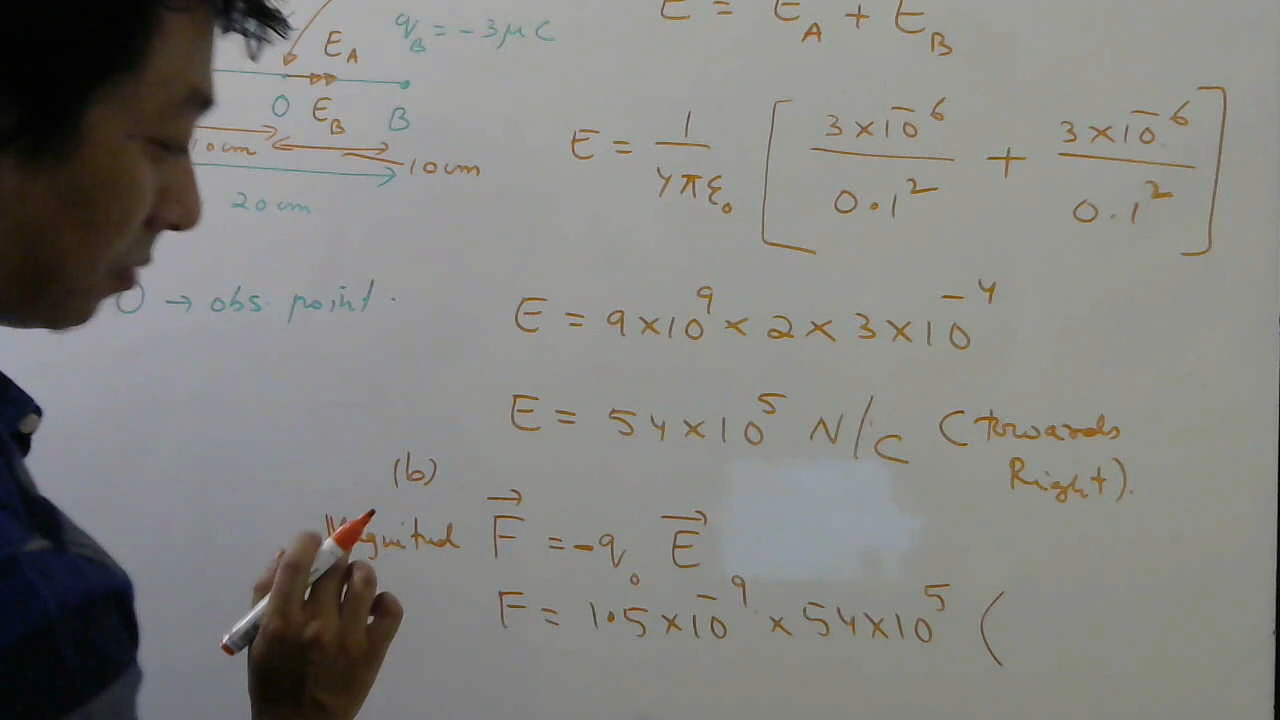 q_B = -3μC
E_A
O E_B B
10cm
10cm
20cm
O → obs. point.
E = E_A + E_B
E = 1/4πε₀ [ 3×10⁻⁶/0.1² + 3×10⁻⁶/0.1² ]
E = 9×10⁹ × 2 × 3×10⁻⁴
E = 54×10⁵ N/C (towards
Right).
(b)
F⃗ = -q₀ E⃗
F = 1.5×10⁻⁹ × 54×10⁵ (